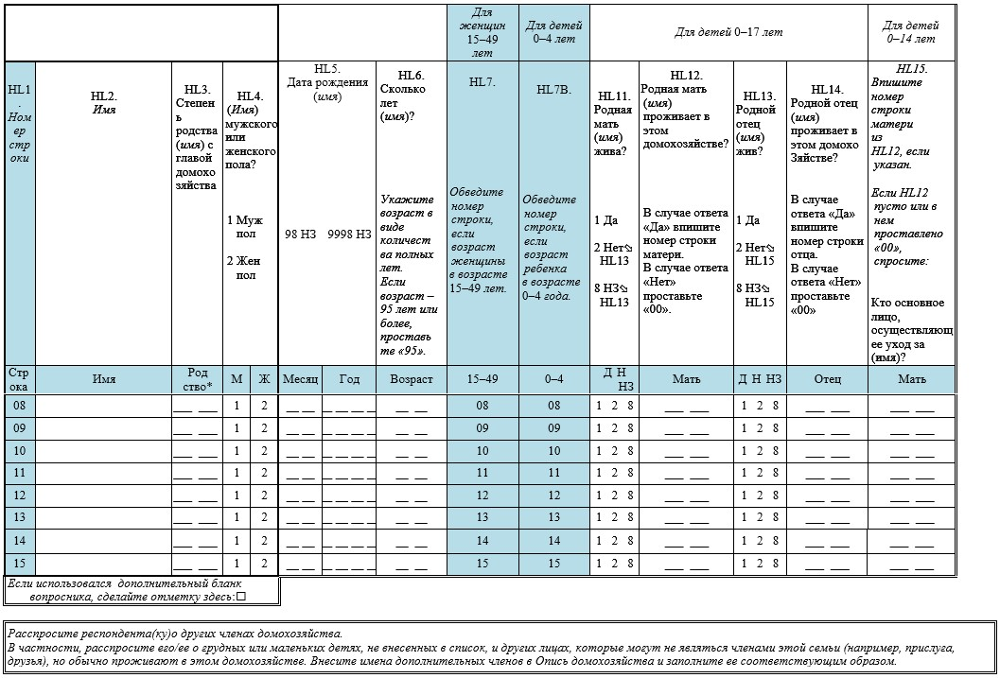 Для женщин 15–49 лет
Для детей 0–4 лет
Для детей 0–17 лет
Для детей 0–14 лет
HL1
.
Ном
ер
стр
оки
HL2.
Имя
HL3.
Степен
ь
родства
(имя) с
главой
домохо
зяйства
HL4.
(Имя)
мужского
или
женского
пола?
1 Муж
пол
2 Жен
пол
HL5.
Дата рождения
(имя)
98 НЗ 9998 НЗ
HL6.
Сколько
лет
(имя)?
Укажите
возраст в
виде
количест
ва полных
лет.
Если
возраст –
95 лет или
более,
проставь
те «95».
HL7.
Обведите
номер
строки,
если
возраст
женщины
в возрасте
15–49 лет.
HL7B.
Обведите
номер
строки,
если
возраст
ребенка
в возрасте
0–4 года.
HL11.
Родная
мать
(имя)
жива?
1 Да
2 Нет⇘
HL13
8 НЗ⇘
HL13
HL12.
Родная мать
(имя)
проживает в
этом
домохозяйстве?
В случае ответа
«Да» впишите
номер строки
матери.
В случае ответа
«Нет»
проставьте
«00».
HL13.
Родной
отец
(имя)
жив?
1 Да
2 Нет⇘
HL15
8 НЗ⇘
HL15
HL14.
Родной отец
(имя)
проживает в
этом домохо
Зяйстве?
В случае
ответа «Да»
впишите
номер строки
отца.
В случае
ответа «Нет»
проставьте
«00»
HL15.
Впишите
номер
строки
матери
из
HL12, если
указан.
Если HL12
пусто или в
нем
проставлено
«00»,
спросите:
Кто основное
лицо,
осуществляющ
ее уход за
(имя)?
Стр
ока
Имя
Род
ство*
М
Ж
Месяц
Год
Возраст
15–49
0–4
Д Н
НЗ
Мать
Д Н НЗ
Отец
Мать
08 ___ ___ 1 2 __ __ __ __ __ __ __ __ 08 08 1 2 8 ___ ___ 1 2 8 ___ ___ ___ ___
09 ___ ___ 1 2 __ __ __ __ __ __ __ __ 09 09 1 2 8 ___ ___ 1 2 8 ___ ___ ___ ___
10 ___ ___ 1 2 __ __ __ __ __ __ __ __ 10 10 1 2 8 ___ ___ 1 2 8 ___ ___ ___ ___
11 ___ ___ 1 2 __ __ __ __ __ __ __ __ 11 11 1 2 8 ___ ___ 1 2 8 ___ ___ ___ ___
12 ___ ___ 1 2 __ __ __ __ __ __ __ __ 12 12 1 2 8 ___ ___ 1 2 8 ___ ___ ___ ___
13 ___ ___ 1 2 __ __ __ __ __ __ __ __ 13 13 1 2 8 ___ ___ 1 2 8 ___ ___ ___ ___
14 ___ ___ 1 2 __ __ __ __ __ __ __ __ 14 14 1 2 8 ___ ___ 1 2 8 ___ ___ ___ ___
15 ___ ___ 1 2 __ __ __ __ __ __ __ __ 15 15 1 2 8 ___ ___ 1 2 8 ___ ___ ___ ___
Если использовался дополнительный бланк
вопросника, сделайте отметку здесь:☐
Расспросите респондента(ку)о других членах домохозяйства.
В частности, расспросите его/ее о грудных или маленьких детях, не внесенных в список, и других лицах, которые могут не являться членами этой семьи (например, прислуга,
друзья), но обычно проживают в этом домохозяйстве. Внесите имена дополнительных членов в Опись домохозяйства и заполните ее соответствующим образом.